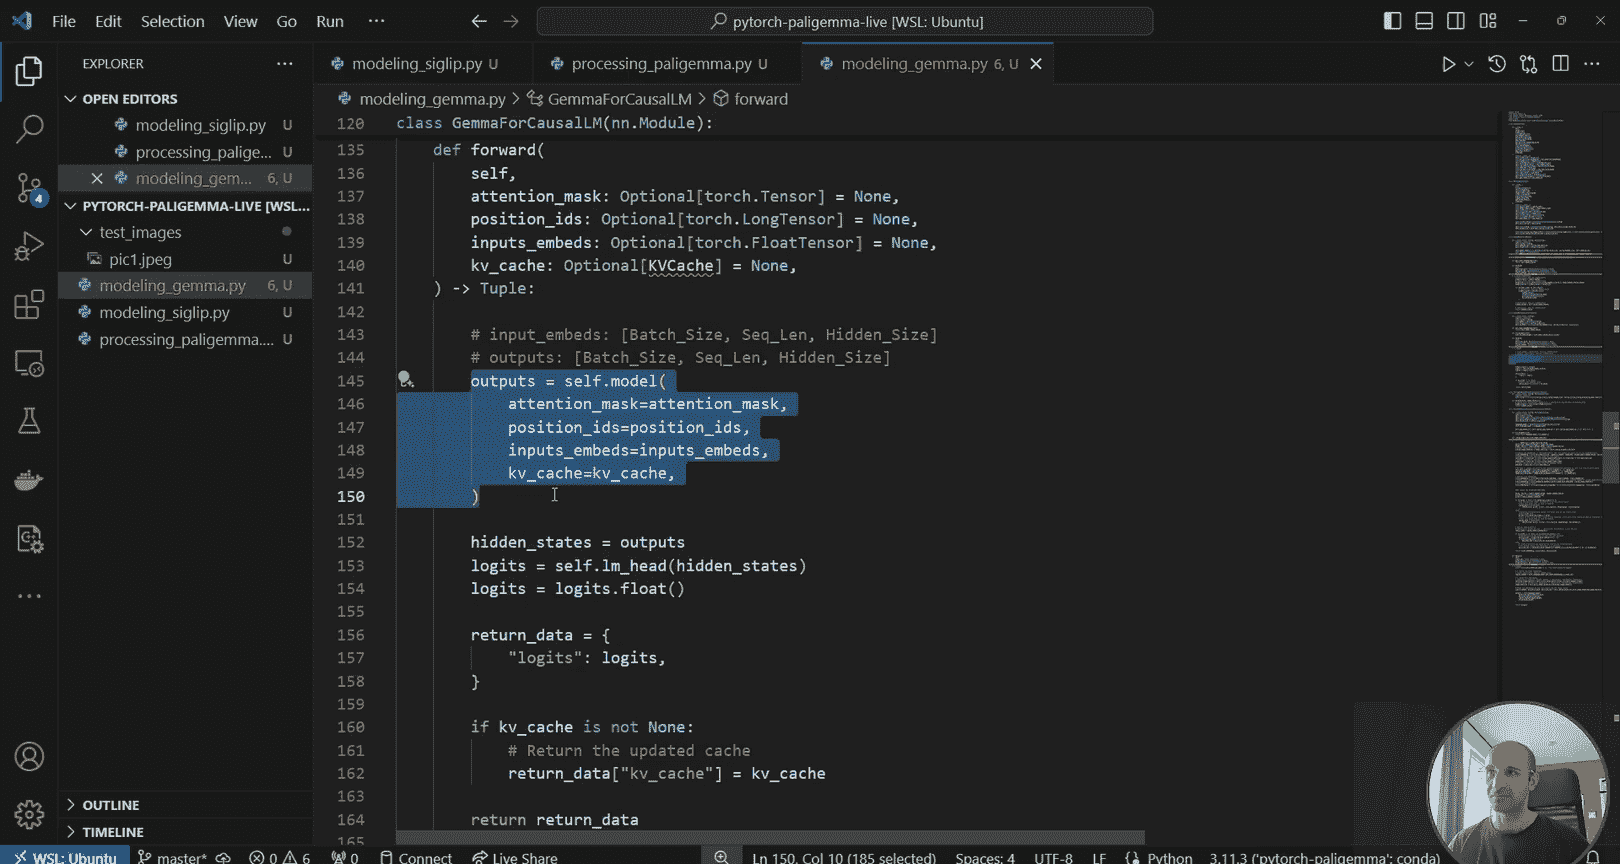 File Edit Selection View Go Run ··· pytorch-paligemma-live [WSL: Ubuntu]
EXPLORER ···
OPEN EDITORS
modeling_siglip.py U
processing_palige... U
modeling_gem... 6, U
PYTORCH-PALIGEMMA-LIVE [WSL...
test_images
pic1.jpeg U
modeling_gemma.py 6, U
modeling_siglip.py U
processing_paligemma.... U
OUTLINE
TIMELINE
4
modeling_siglip.py U processing_paligemma.py U modeling_gemma.py 6, U
modeling_gemma.py > GemmaForCausalLM > forward
120 class GemmaForCausalLM(nn.Module):
135 def forward(
136 self,
137 attention_mask: Optional[torch.Tensor] = None,
138 position_ids: Optional[torch.LongTensor] = None,
139 inputs_embeds: Optional[torch.FloatTensor] = None,
140 kv_cache: Optional[KVCache] = None,
141 ) -> Tuple:
142
143 # input_embeds: [Batch_Size, Seq_Len, Hidden_Size]
144 # outputs: [Batch_Size, Seq_Len, Hidden_Size]
145 outputs = self.model(
146 attention_mask=attention_mask,
147 position_ids=position_ids,
148 inputs_embeds=inputs_embeds,
149 kv_cache=kv_cache,
150 )
151
152 hidden_states = outputs
153 logits = self.lm_head(hidden_states)
154 logits = logits.float()
155
156 return_data = {
157 "logits": logits,
158 }
159
160 if kv_cache is not None:
161 # Return the updated cache
162 return_data["kv_cache"] = kv_cache
163
164 return return_data
165
WSL: Ubuntu master* 0 6 0 Connect Live Share Ln 150, Col 10 (185 selected) Spaces: 4 UTF-8 LF Python 3.11.3 ('pytorch-paligemma': conda)